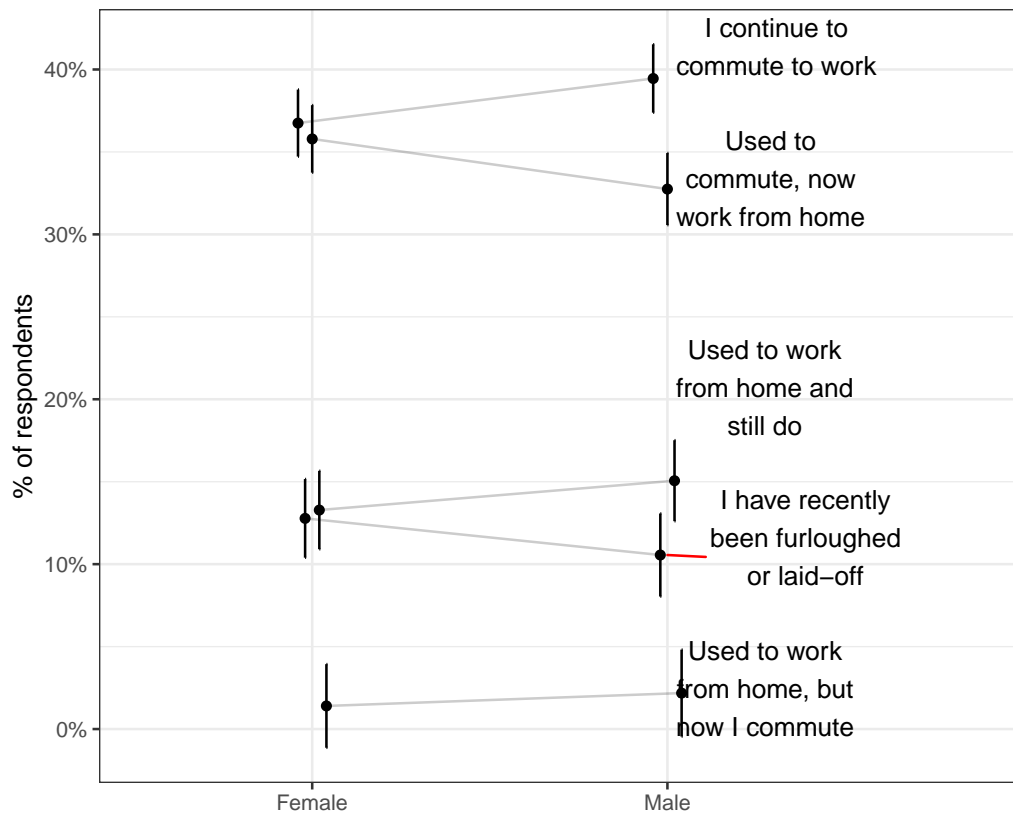 I continue to
commute to work
40%
Used to
commute, now
work from home
30%
% of respondents
Used to work
from home and
still do
20%
I have recently
been furloughed
or laid−off
10%
Used to work
from home, but
now I commute
0%
Female
Male